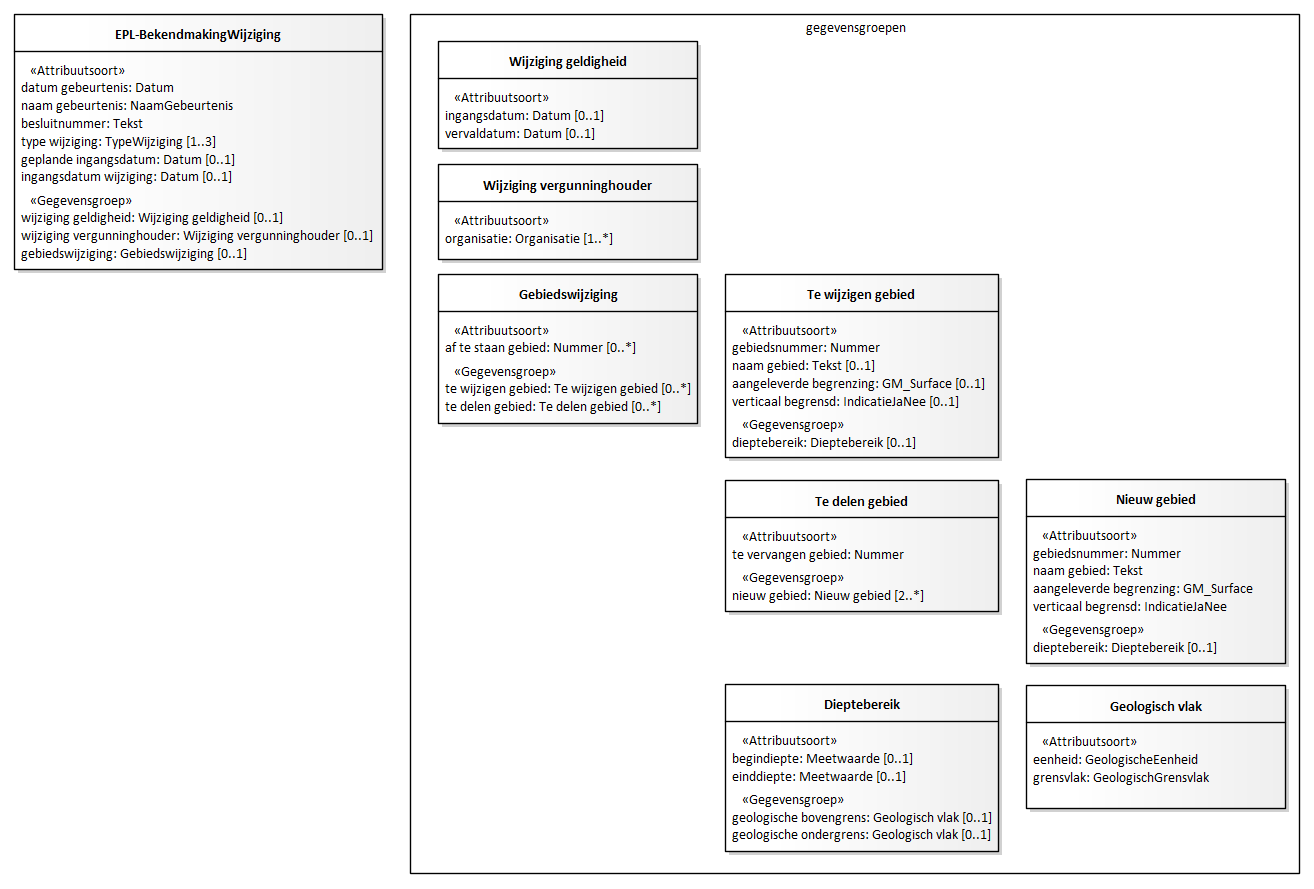 EPL-BekendmakingWijziging
«Attribuutsoort»
datum gebeurtenis: Datum
naam gebeurtenis: NaamGebeurtenis
besluitnummer: Tekst
type wijziging: TypeWijziging [1..3]
geplande ingangsdatum: Datum [0..1]
ingangsdatum wijziging: Datum [0..1]
«Gegevensgroep»
wijziging geldigheid: Wijziging geldigheid [0..1]
wijziging vergunninghouder: Wijziging vergunninghouder [0..1]
gebiedswijziging: Gebiedswijziging [0..1]
gegevensgroepen
Wijziging geldigheid
«Attribuutsoort»
ingangsdatum: Datum [0..1]
vervaldatum: Datum [0..1]
Wijziging vergunninghouder
«Attribuutsoort»
organisatie: Organisatie [1..*]
Gebiedswijziging
«Attribuutsoort»
af te staan gebied: Nummer [0..*]
«Gegevensgroep»
te wijzigen gebied: Te wijzigen gebied [0..*]
te delen gebied: Te delen gebied [0..*]
Te wijzigen gebied
«Attribuutsoort»
gebiedsnummer: Nummer
naam gebied: Tekst [0..1]
aangeleverde begrenzing: GM_Surface [0..1]
verticaal begrensd: IndicatieJaNee [0..1]
«Gegevensgroep»
dieptebereik: Dieptebereik [0..1]
Te delen gebied
«Attribuutsoort»
te vervangen gebied: Nummer
«Gegevensgroep»
nieuw gebied: Nieuw gebied [2..*]
Nieuw gebied
«Attribuutsoort»
gebiedsnummer: Nummer
naam gebied: Tekst
aangeleverde begrenzing: GM_Surface
verticaal begrensd: IndicatieJaNee
«Gegevensgroep»
dieptebereik: Dieptebereik [0..1]
Dieptebereik
«Attribuutsoort»
begindiepte: Meetwaarde [0..1]
einddiepte: Meetwaarde [0..1]
«Gegevensgroep»
geologische bovengrens: Geologisch vlak [0..1]
geologische ondergrens: Geologisch vlak [0..1]
Geologisch vlak
«Attribuutsoort»
eenheid: GeologischeEenheid
grensvlak: GeologischGrensvlak